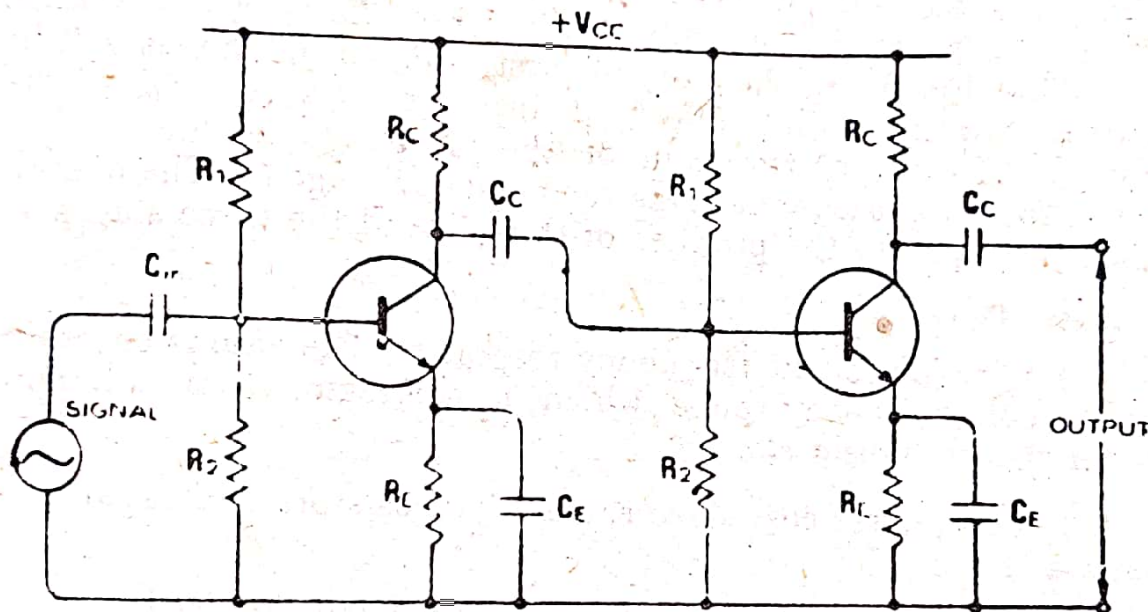 +VCC
RC
RC
R1
R1
CC
CC
Cin
SIGNAL
OUTPUT
R2
R2
RE
CE
RE
CE